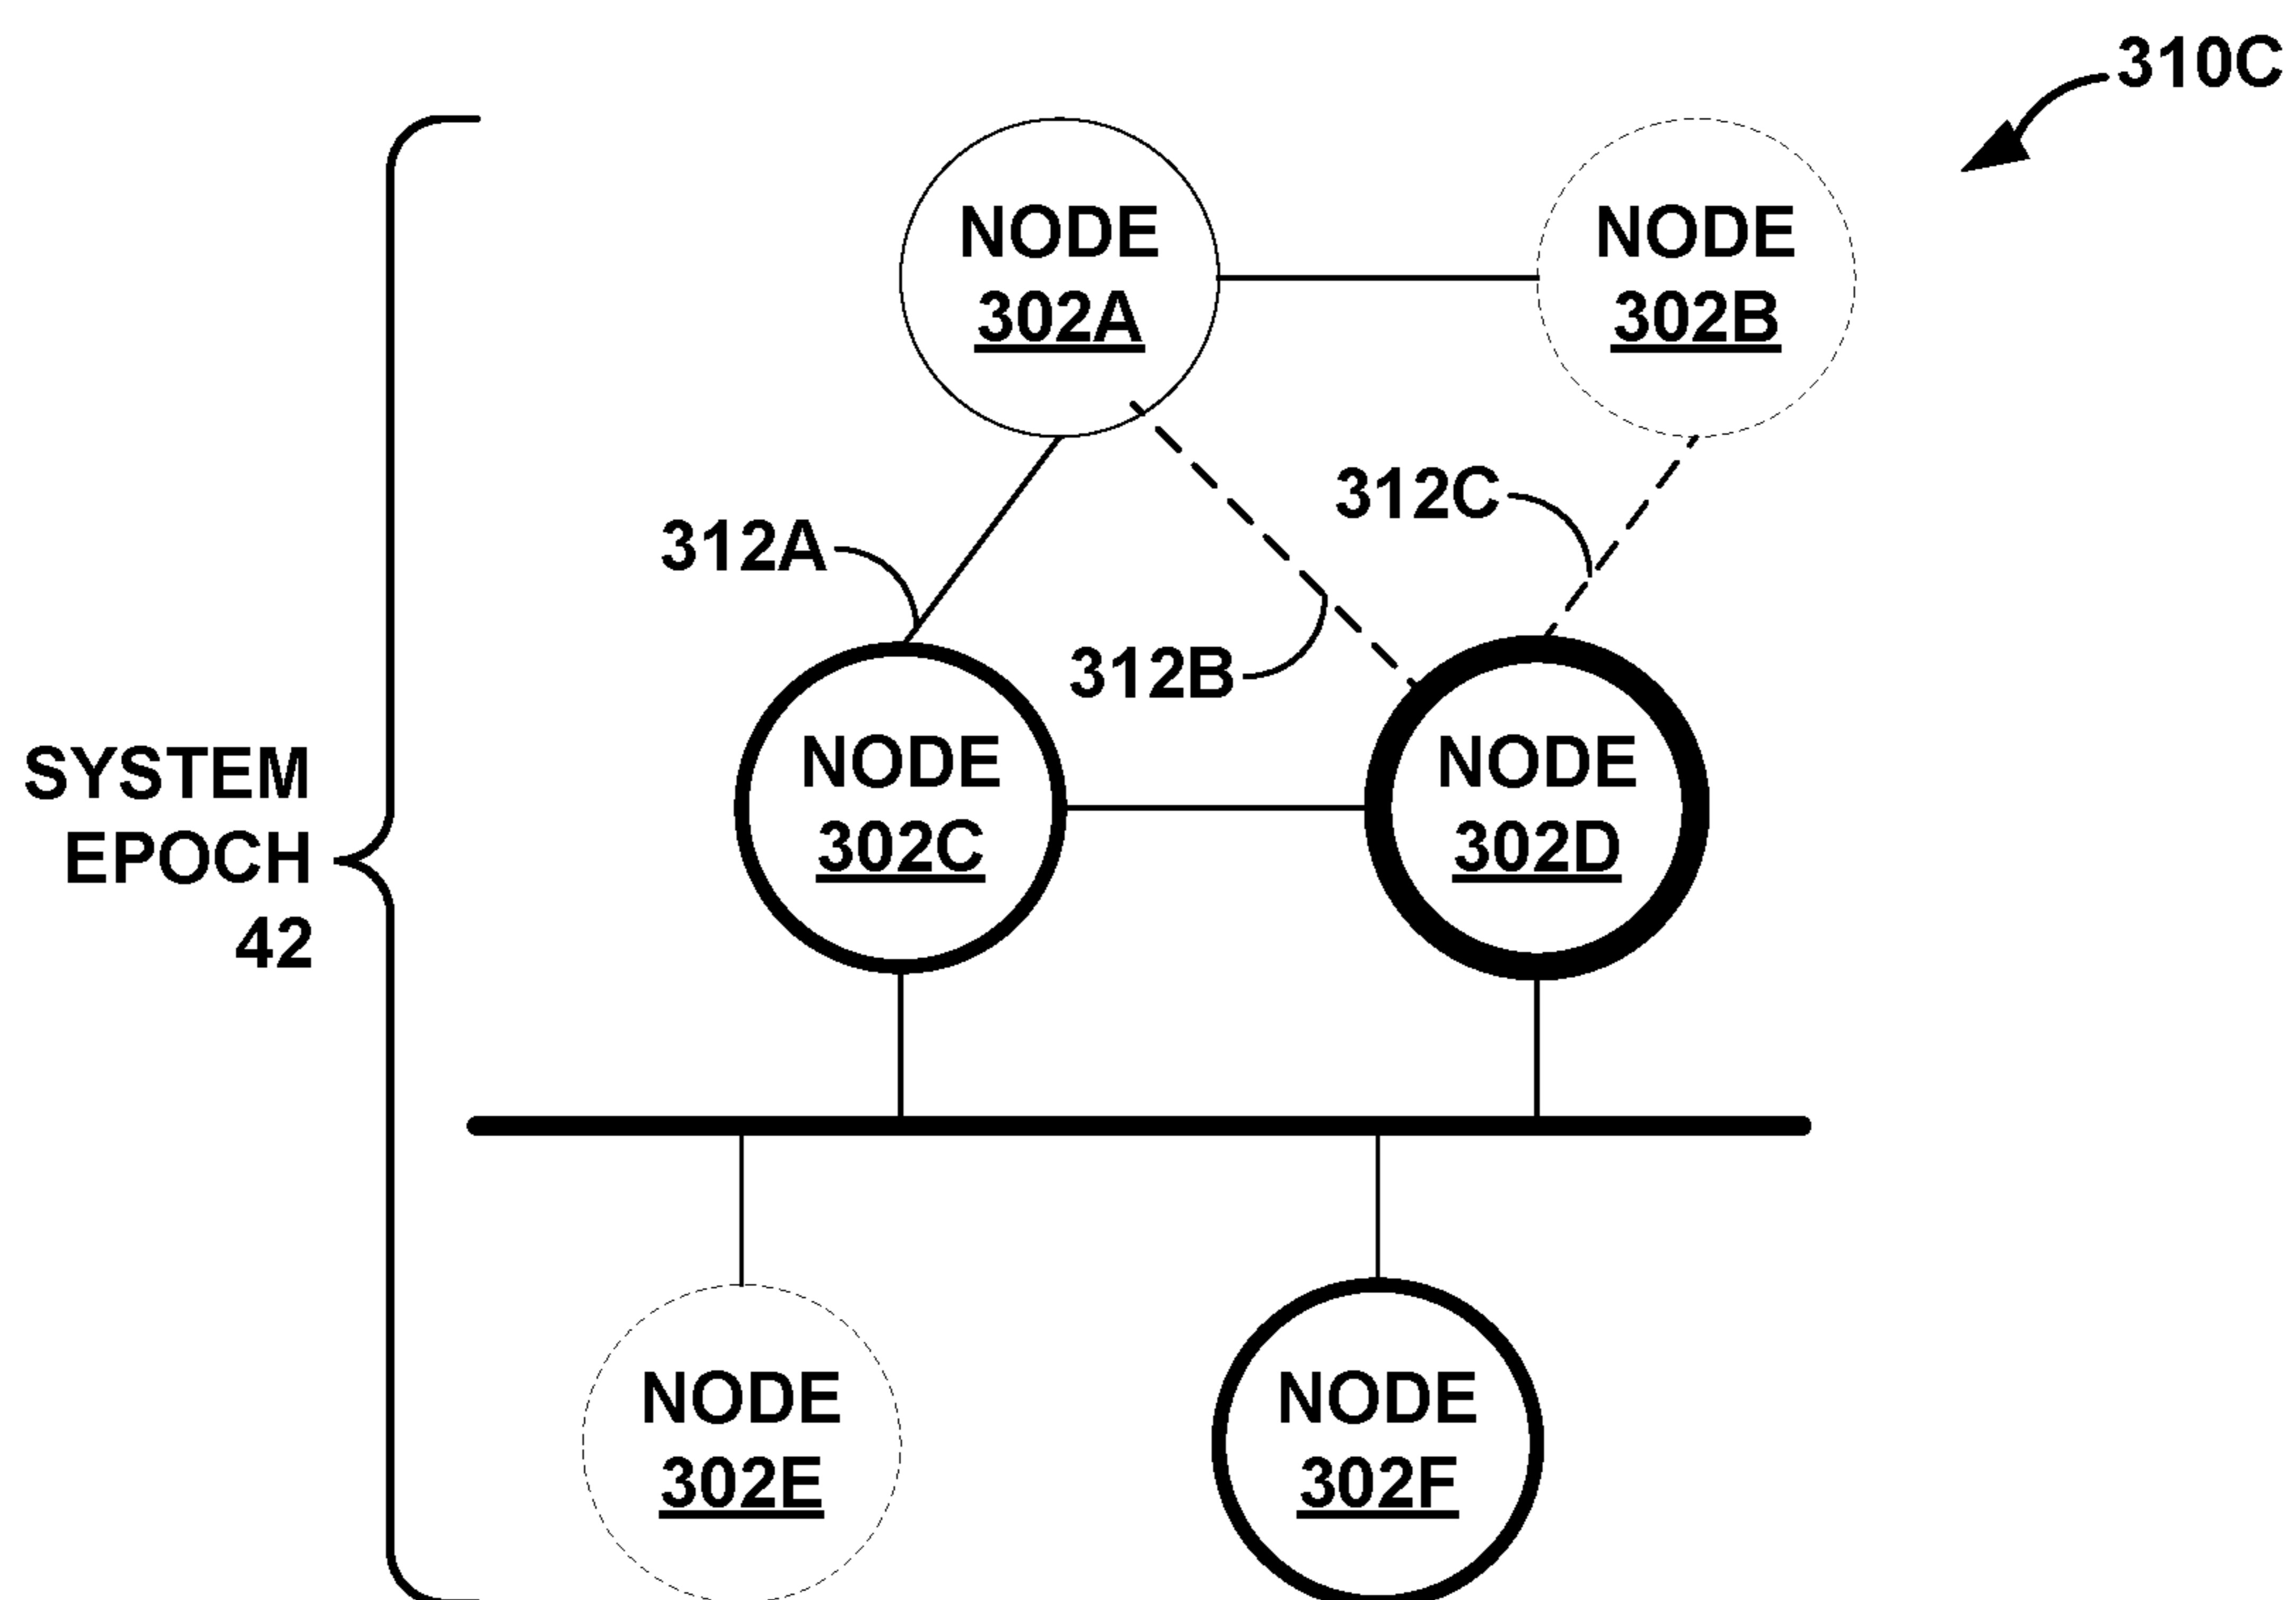 310C
NODE
302A
NODE
302B
312C
312A
312B
NODE
302C
NODE
302D
SYSTEM
EPOCH
42
NODE
302E
NODE
302F